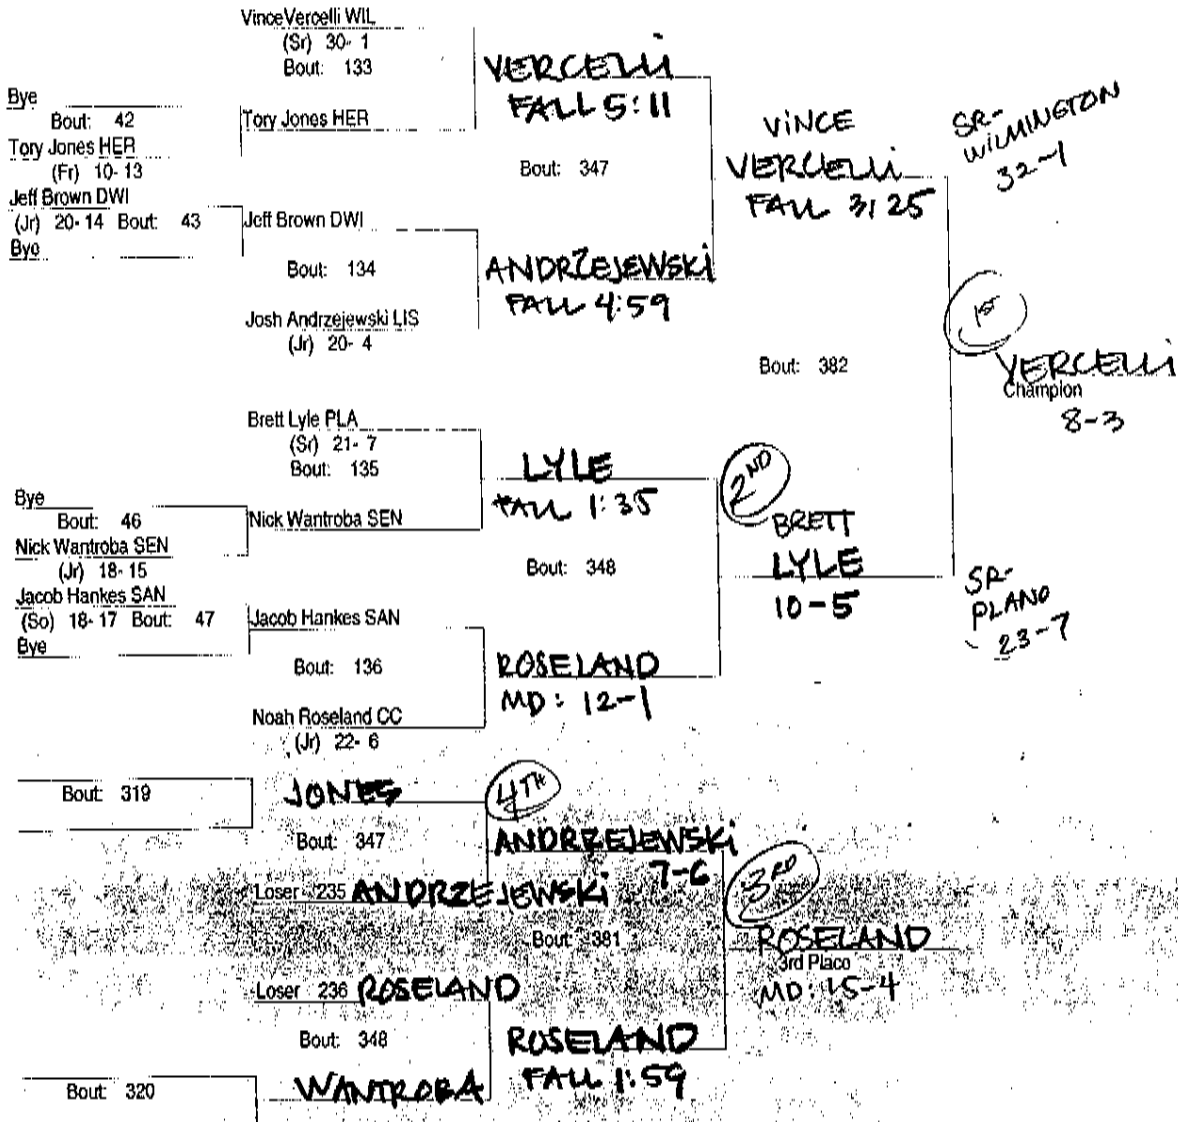 VinceVercelli WIL
(Sr) 30- 1
Bout: 133
VERCELLI
FALL 5:11
Bye
Bout: 42
Tory Jones HER
Tory Jones HER
(Fr) 10- 13
Bout: 347
VINCE
VERCELLI
FALL 3:25
SR-
WILMINGTON
32-1
Jeff Brown DWI
(Jr) 20- 14 Bout: 43
Bye
Jeff Brown DWI
Bout: 134
ANDRZEJEWSKI
FALL 4:59
Josh Andrzejewski LIS
(Jr) 20- 4
1ST
Bout: 382
VERCELLI
Champion
8-3
Brett Lyle PLA
(Sr) 21- 7
Bout: 135
LYLE
FALL 1:35
2ND
BRETT
LYLE
10-5
Bye
Bout: 46
Nick Wantroba SEN
Nick Wantroba SEN
(Jr) 18- 15
Bout: 348
SR-
PLANO
23-7
Jacob Hankes SAN
(So) 18- 17 Bout: 47
Bye
Jacob Hankes SAN
Bout: 136
ROSELAND
MD: 12-1
Noah Roseland CC
(Jr) 22- 6
Bout: 319
JONES
4TH
Bout: 347
ANDRZEJEWSKI
7-6
Loser 235 ANDRZEJEWSKI
3RD
Bout: 381
ROSELAND
3rd Place
MD: 15-4
Loser 236 ROSELAND
Bout: 348
ROSELAND
FALL 1:59
Bout: 320
WANTROBA